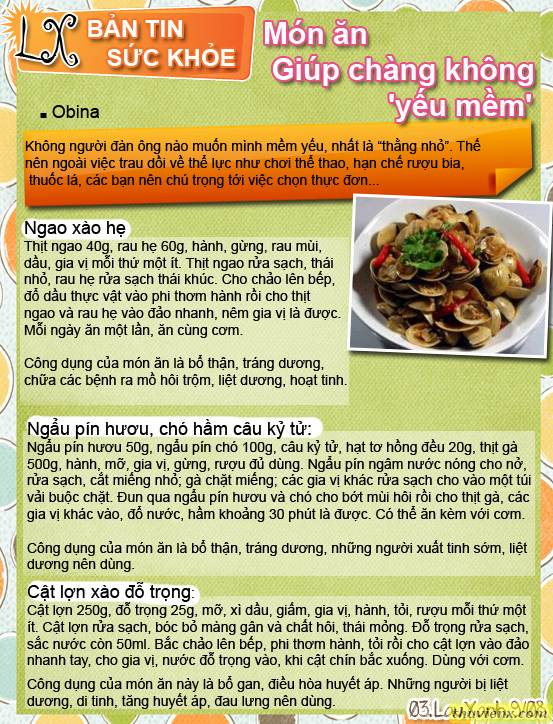 LX
BẢN TIN
SỨC KHỎE
Món ăn
Giúp chàng không
'yếu mềm'
Obina
Không người đàn ông nào muốn mình mềm yếu, nhất là “thằng nhỏ”. Thế
nên ngoài việc trau dồi về thể lực như chơi thể thao, hạn chế rượu bia,
thuốc lá, các bạn nên chú trọng tới việc chọn thực đơn...
Ngao xào hẹ
Thịt ngao 40g, rau hẹ 60g, hành, gừng, rau mùi,
dầu, gia vị mỗi thứ một ít. Thịt ngao rửa sạch, thái
nhỏ, rau hẹ rửa sạch thái khúc. Cho chảo lên bếp,
đổ dầu thực vật vào phi thơm hành rồi cho thịt
ngao và rau hẹ vào đảo nhanh, nêm gia vị là được.
Mỗi ngày ăn một lần, ăn cùng cơm.
Công dụng của món ăn là bổ thận, tráng dương,
chữa các bệnh ra mồ hôi trộm, liệt dương, hoạt tinh.
Ngẩu pín hươu, chó hầm câu kỷ tử:
Ngẩu pín hươu 50g, ngẩu pín chó 100g, câu kỷ tử, hạt tơ hồng đều 20g, thịt gà
500g, hành, mỡ, gia vị, gừng, rượu đủ dùng. Ngẩu pín ngâm nước nóng cho nở,
rửa sạch, cắt miếng nhỏ; gà chặt miếng; các gia vị khác rửa sạch cho vào một túi
vải buộc chặt. Đun qua ngẩu pín hươu và chó cho bớt mùi hôi rồi cho thịt gà, các
gia vị khác vào, đổ nước, hầm khoảng 30 phút là được. Có thể ăn kèm với cơm.
Công dụng của món ăn là bổ thận, tráng dương, những người xuất tinh sớm, liệt
dương nên dùng.
Cật lợn xào đỗ trọng:
Cật lợn 250g, đỗ trọng 25g, mỡ, xì dầu, giấm, gia vị, hành, tỏi, rượu mỗi thứ một
ít. Cật lợn rửa sạch, bóc bỏ màng gân và chất hôi, thái mỏng. Đỗ trọng rửa sạch,
sắc nước còn 50ml. Bắc chảo lên bếp, phi thơm hành, tỏi rồi cho cật lợn vào đảo
nhanh tay, cho gia vị, nước đỗ trọng vào, khi cật chín bắc xuống. Dùng với cơm.
Công dụng của món ăn này là bổ gan, điều hòa huyết áp. Những người bị liệt
dương, di tinh, tăng huyết áp, đau lưng nên dùng.
03.